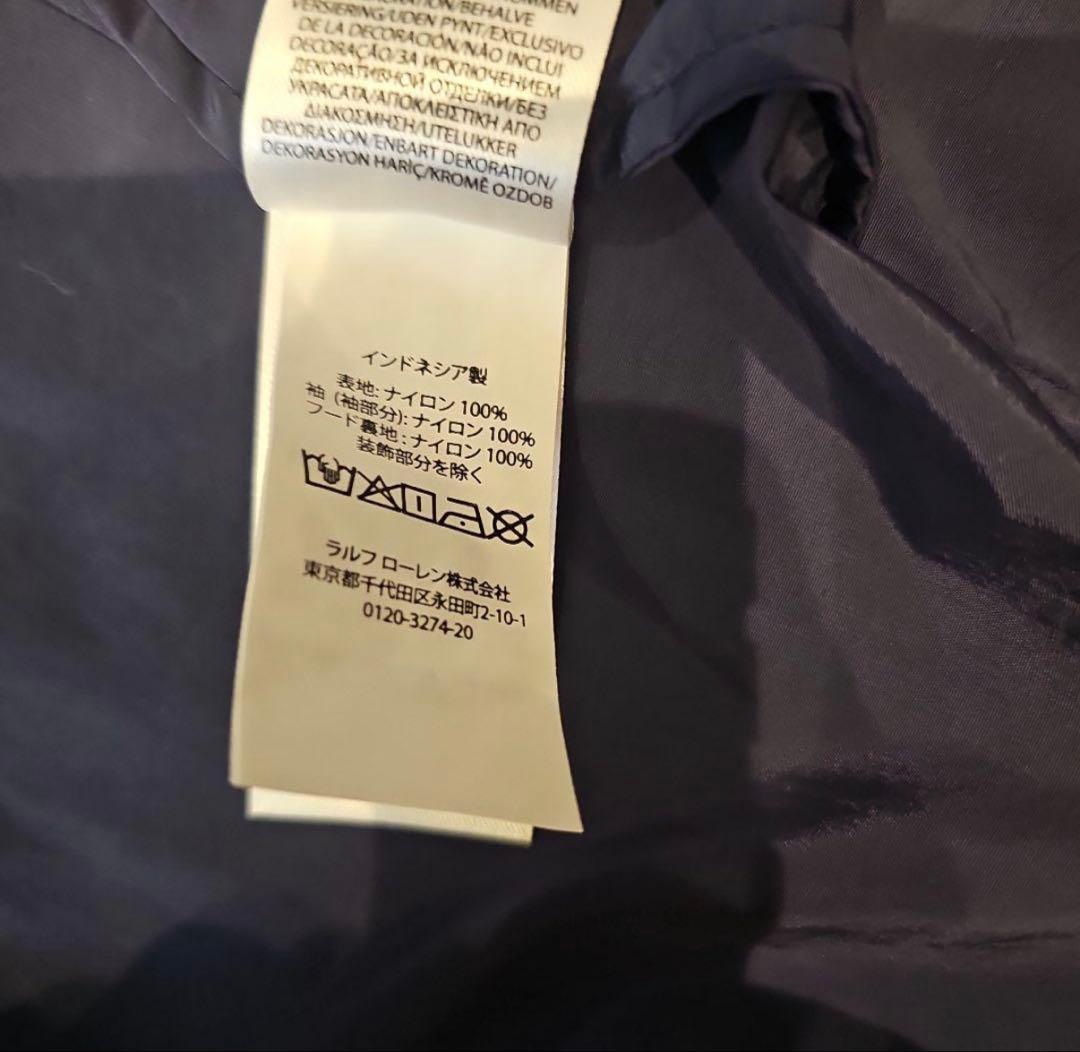 VERSIERING/UDEN PYNT/EXCLUSIVO
DE LA DECORACIÓN/NÃO INCLUI
DECORAÇÃO/ЗА ИСКЛЮЧЕНИЕМ
ДЕКОРАТИВНОЙ ОТДЕЛКИ/БЕЗ
УКРАСАТА/ΑΠΟΚΛΕΙΣΤΙΚΗ ΑΠΟ
ΔΙΑΚΟΣΜΗΣΗ/UTELUKKER
DEKORASJON/ENBART DEKORATION/
DEKORASYON HARİÇ/KROMĚ OZDOB
インドネシア製
表地: ナイロン 100%
袖（袖部分): ナイロン 100%
フード裏地 : ナイロン 100%
装飾部分を除く
ラルフ ローレン株式会社
東京都千代田区永田町2-10-1
0120-3274-20